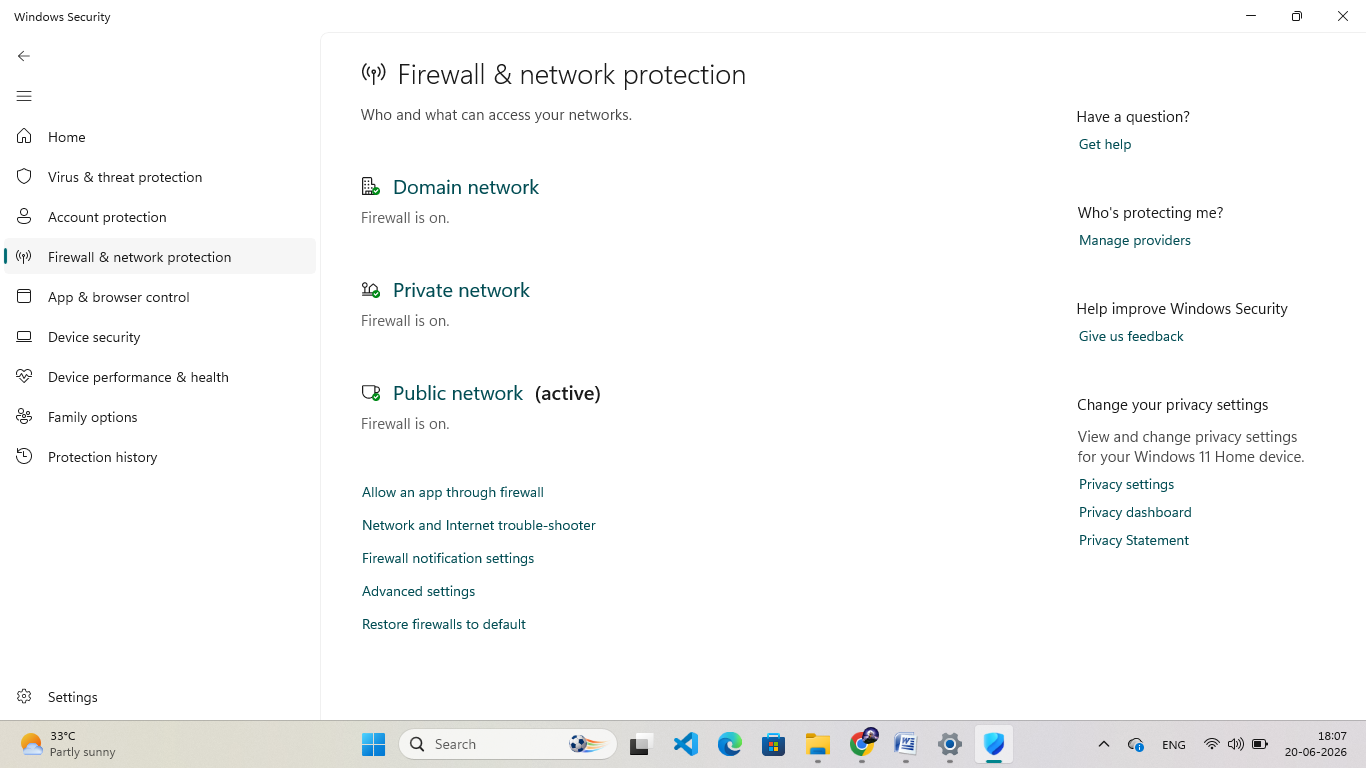 Windows Security
Home
Virus & threat protection
Account protection
Firewall & network protection
App & browser control
Device security
Device performance & health
Family options
Protection history
Settings
Firewall & network protection
Who and what can access your networks.
Domain network
Firewall is on.
Private network
Firewall is on.
Public network (active)
Firewall is on.
Allow an app through firewall
Network and Internet trouble-shooter
Firewall notification settings
Advanced settings
Restore firewalls to default
Have a question?
Get help
Who's protecting me?
Manage providers
Help improve Windows Security
Give us feedback
Change your privacy settings
View and change privacy settings
for your Windows 11 Home device.
Privacy settings
Privacy dashboard
Privacy Statement
33°C
Partly sunny
Search
ENG
18:07
20-06-2026